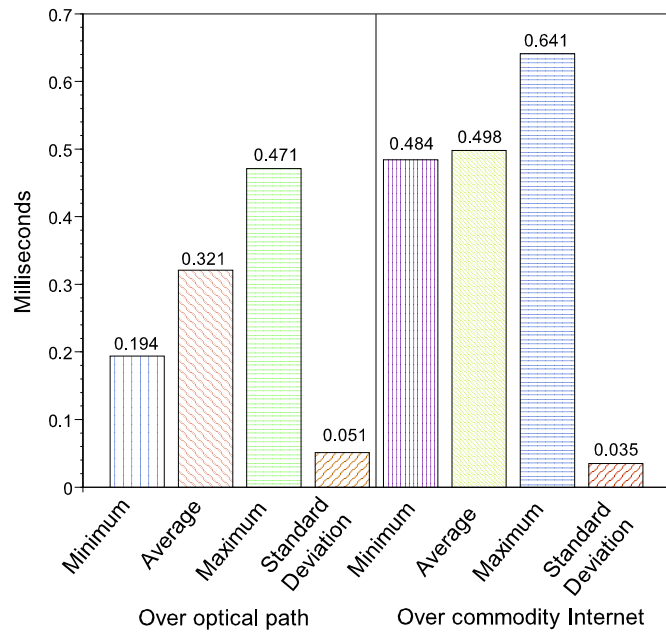 0.7
0.6
0.5
0.4
0.3
0.2
0.1
0
Milliseconds
0.194
0.321
0.471
0.051
0.484
0.498
0.641
0.035
Minimum
Average
Maximum
Standard
Deviation
Minimum
Average
Maximum
Standard
Deviation
Over optical path
Over commodity Internet